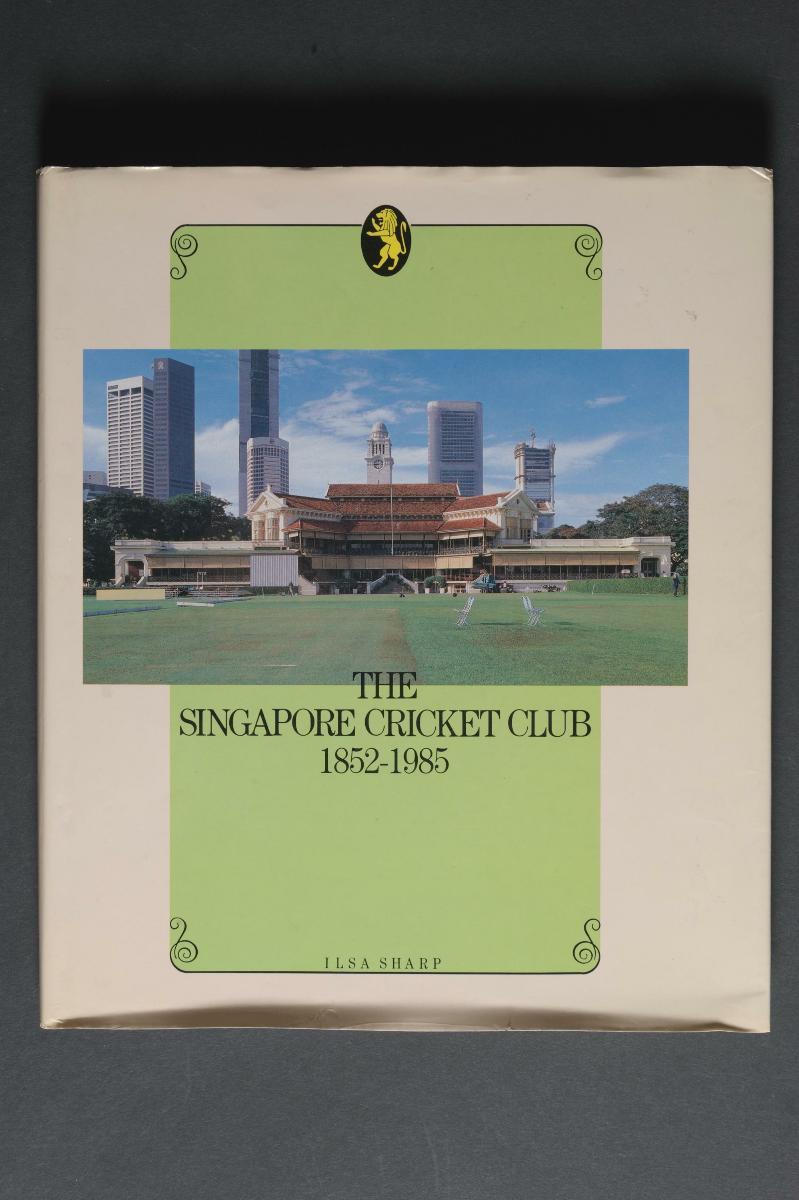 THE
SINGAPORE CRICKET CLUB
1852-1985
ILSA SHARP